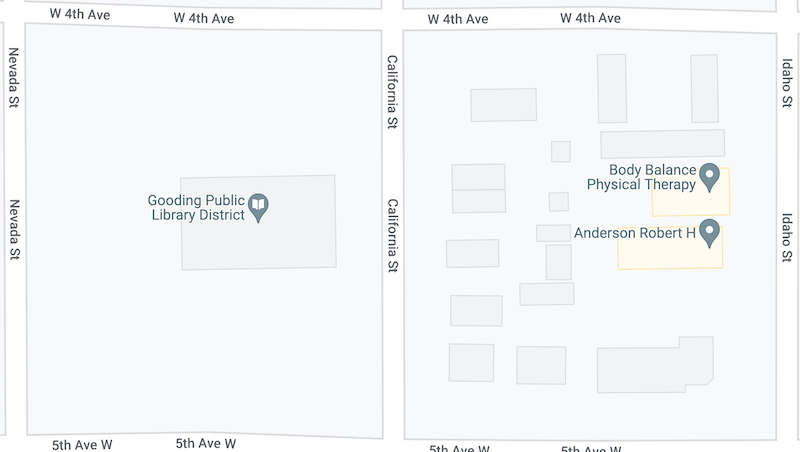 W 4th Ave
W 4th Ave
W 4th Ave
W 4th Ave
Nevada St
California St
Idaho St
Body Balance
Physical Therapy
Gooding Public
Library District
Nevada St
California St
Idaho St
Anderson Robert H
5th Ave W
5th Ave W
5th Ave W
5th Ave W